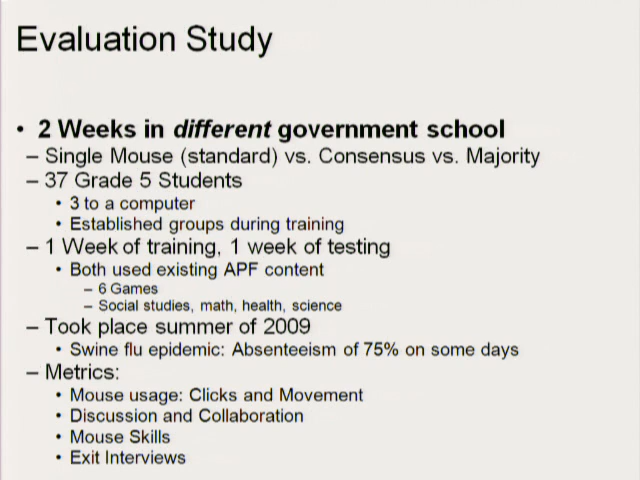 Evaluation Study
• 2 Weeks in different government school
– Single Mouse (standard) vs. Consensus vs. Majority
– 37 Grade 5 Students
• 3 to a computer
• Established groups during training
– 1 Week of training, 1 week of testing
• Both used existing APF content
– 6 Games
– Social studies, math, health, science
– Took place summer of 2009
• Swine flu epidemic: Absenteeism of 75% on some days
– Metrics:
• Mouse usage: Clicks and Movement
• Discussion and Collaboration
• Mouse Skills
• Exit Interviews